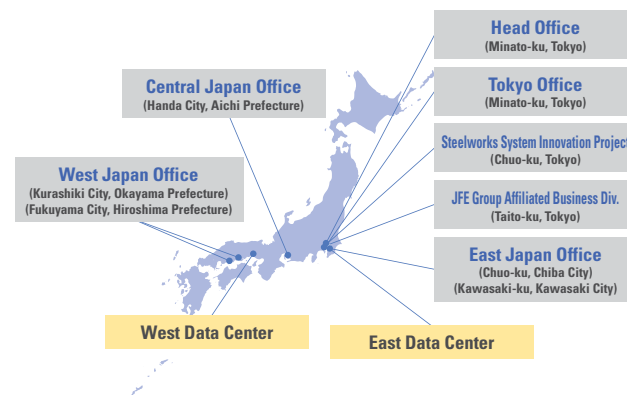 Head Office
(Minato-ku, Tokyo)
Central Japan Office
(Handa City, Aichi Prefecture)
Tokyo Office
(Minato-ku, Tokyo)
Steelworks System Innovation Project
(Chuo-ku, Tokyo)
West Japan Office
(Kurashiki City, Okayama Prefecture)
(Fukuyama City, Hiroshima Prefecture)
JFE Group Affiliated Business Div.
(Taito-ku, Tokyo)
East Japan Office
(Chuo-ku, Chiba City)
(Kawasaki-ku, Kawasaki City)
West Data Center
East Data Center